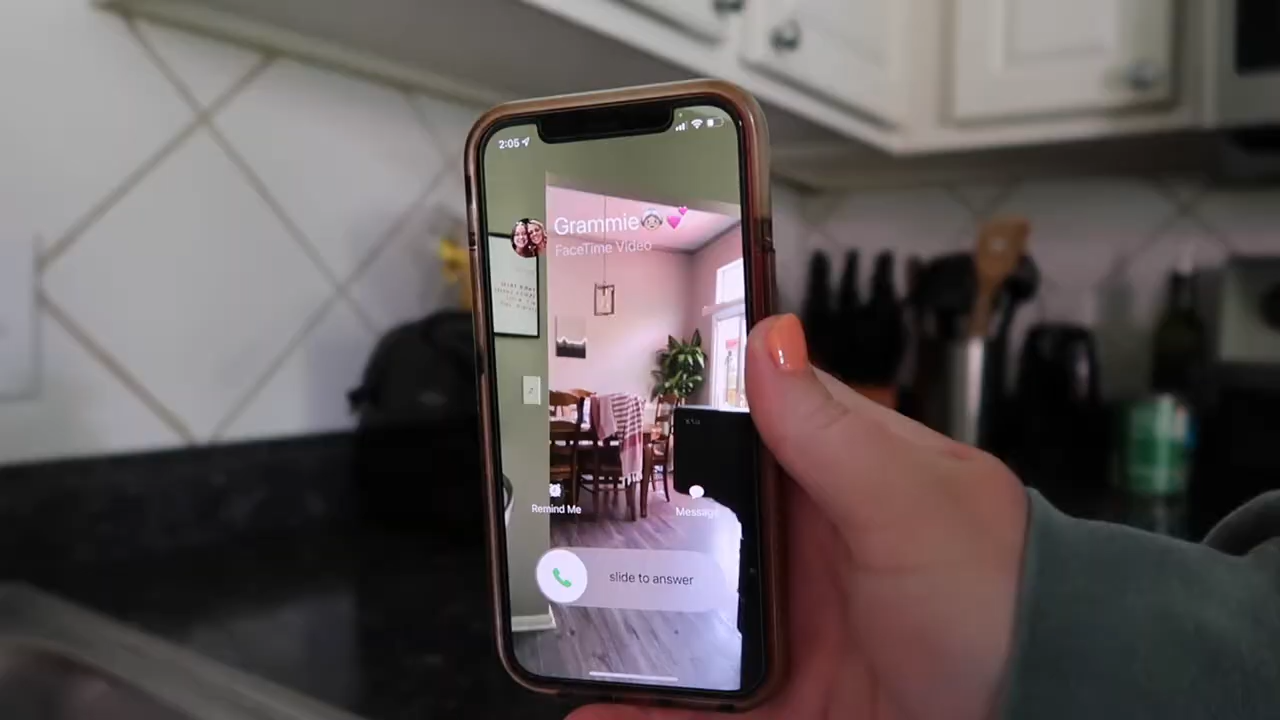 2:05
Grammie👵🏻💕
FaceTime Video
Remind Me
Message
slide to answer